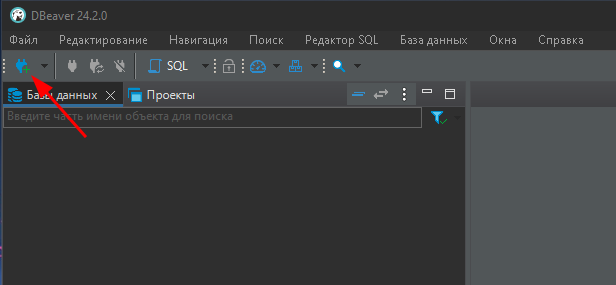 DBeaver 24.2.0
Файл Редактирование Навигация Поиск Редактор SQL База данных Окна Справка
SQL
Базы данных Проекты
Введите часть имени объекта для поиска